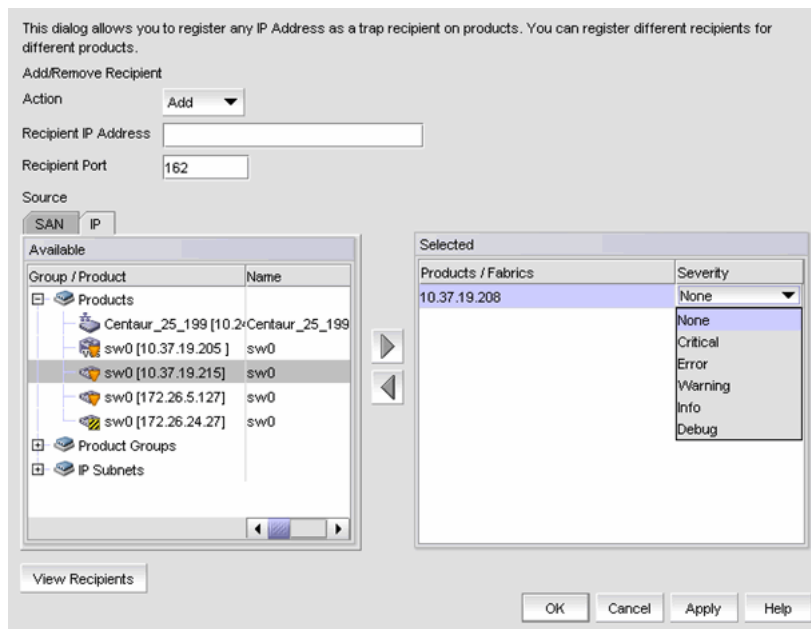 This dialog allows you to register any IP Address as a trap recipient on products. You can register different recipients for
different products.
Add/Remove Recipient
Action Add
Recipient IP Address
Recipient Port 162
Source
SAN IP
Available
Group / Product Name
Products
Centaur_25_199 [10.24 Centaur_25_199
sw0 [10.37.19.205 ] sw0
sw0 [10.37.19.215] sw0
sw0 [172.26.5.127] sw0
sw0 [172.26.24.27] sw0
Product Groups
IP Subnets
Selected
Products / Fabrics Severity
10.37.19.208 None
None
Critical
Error
Warning
Info
Debug
View Recipients
OK Cancel Apply Help